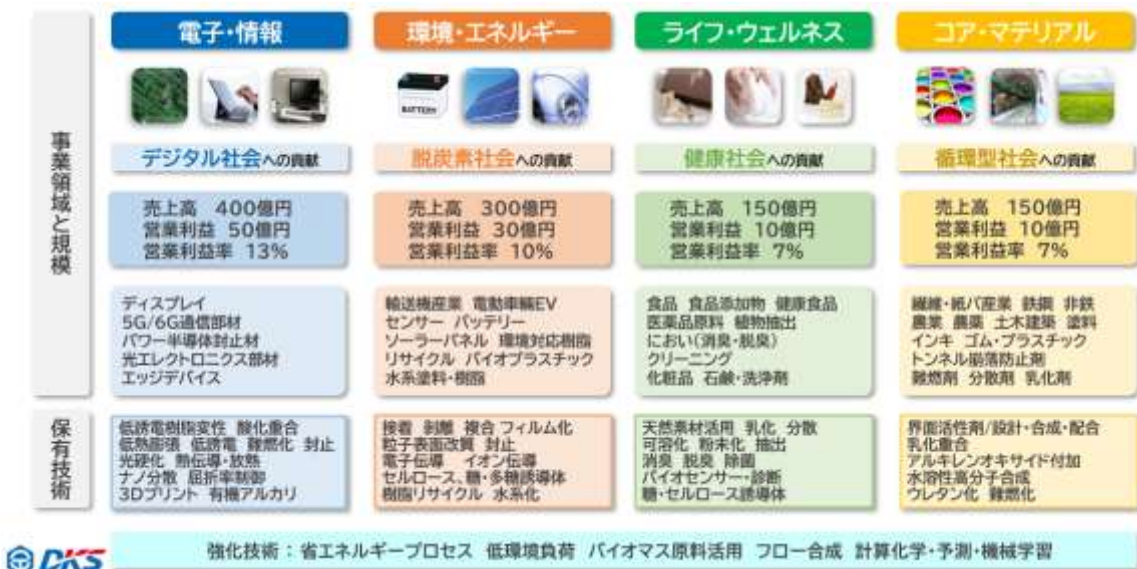 電子・情報
環境・エネルギー
ライフ・ウェルネス
コア・マテリアル
BATTERY
事業領域と規模
デジタル社会への貢献
脱炭素社会への貢献
健康社会への貢献
循環型社会への貢献
売上高 400億円
営業利益 50億円
営業利益率 13%
売上高 300億円
営業利益 30億円
営業利益率 10%
売上高 150億円
営業利益 10億円
営業利益率 7%
売上高 150億円
営業利益 10億円
営業利益率 7%
ディスプレイ
5G/6G通信部材
パワー半導体封止材
光エレクトロニクス部材
エッジデバイス
輸送機産業 電動車輛EV
センサー バッテリー
ソーラーパネル 環境対応樹脂
リサイクル バイオプラスチック
水系塗料・樹脂
食品 食品添加物 健康食品
医薬品原料 植物抽出
におい(消臭・脱臭)
クリーニング
化粧品 石鹸・洗浄剤
繊維・紙パ産業 鉄鋼 非鉄
農業 農薬 土木建築 塗料
インキ ゴム・プラスチック
トンネル崩落防止剤
難燃剤 分散剤 乳化剤
保有技術
低誘電樹脂変性 酸化重合
低熱膨張 低誘電 難燃化 封止
光硬化 熱伝導・放熱
ナノ分散 屈折率制御
3Dプリント 有機アルカリ
接着 剥離 複合 フィルム化
粒子表面改質 封止
電子伝導 イオン伝導
セルロース、糖・多糖誘導体
樹脂リサイクル 水系化
天然素材活用 乳化 分散
可溶化 粉末化 抽出
消臭 脱臭 除菌
バイオセンサー・診断
糖・セルロース誘導体
界面活性剤/設計・合成・配合
乳化重合
アルキレンオキサイド付加
水溶性高分子合成
ウレタン化 難燃化
DKS
強化技術：省エネルギープロセス 低環境負荷 バイオマス原料活用 フロー合成 計算化学・予測・機械学習